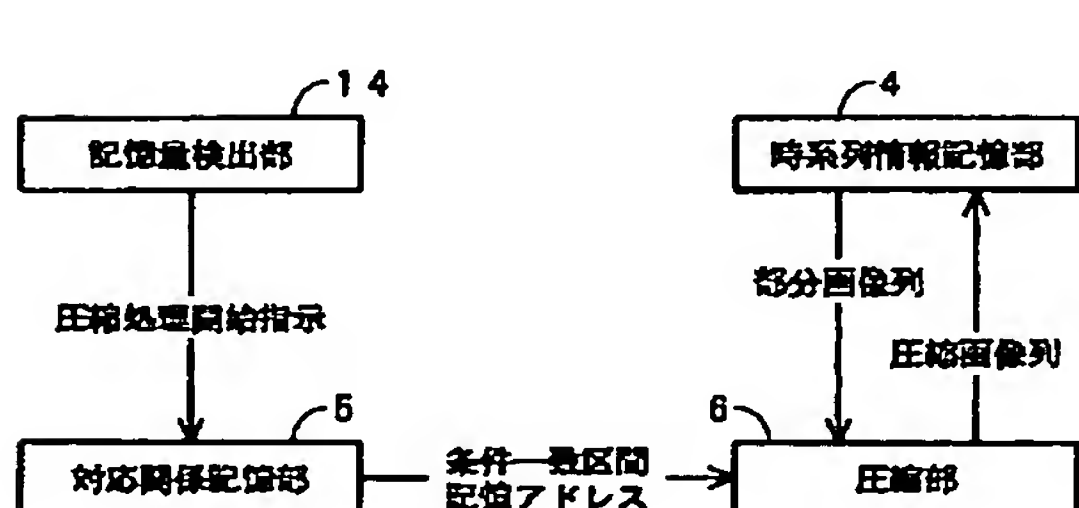 14
4
記憶量検出部
時系列情報記憶部
部分画像列
圧縮処理開始指示
圧縮画像列
5
6
対応関係記憶部
条件一致区間
記憶アドレス
圧縮部